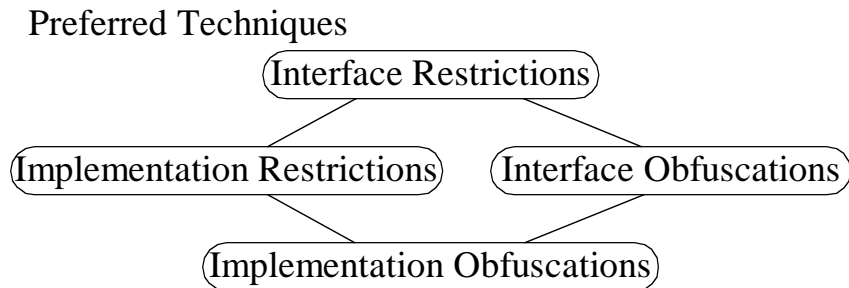 Preferred Techniques
Interface Restrictions
Implementation Restrictions
Interface Obfuscations
Implementation Obfuscations